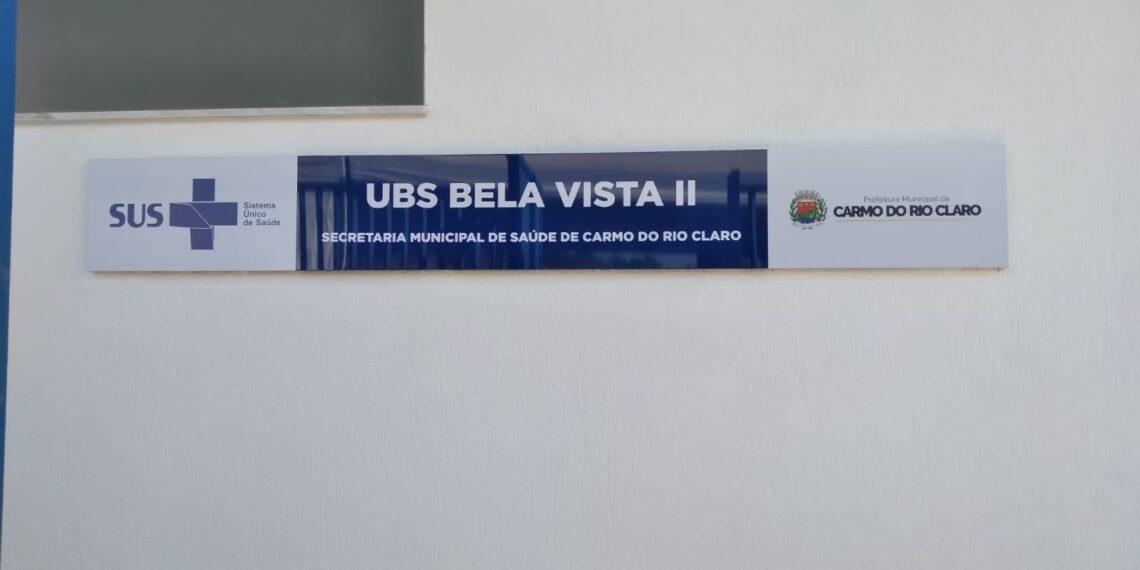 SUS
Sistema
Único
de Saúde
UBS BELA VISTA II
SECRETARIA MUNICIPAL DE SAÚDE DE CARMO DO RIO CLARO
Prefeitura Municipal de
CARMO DO RIO CLARO